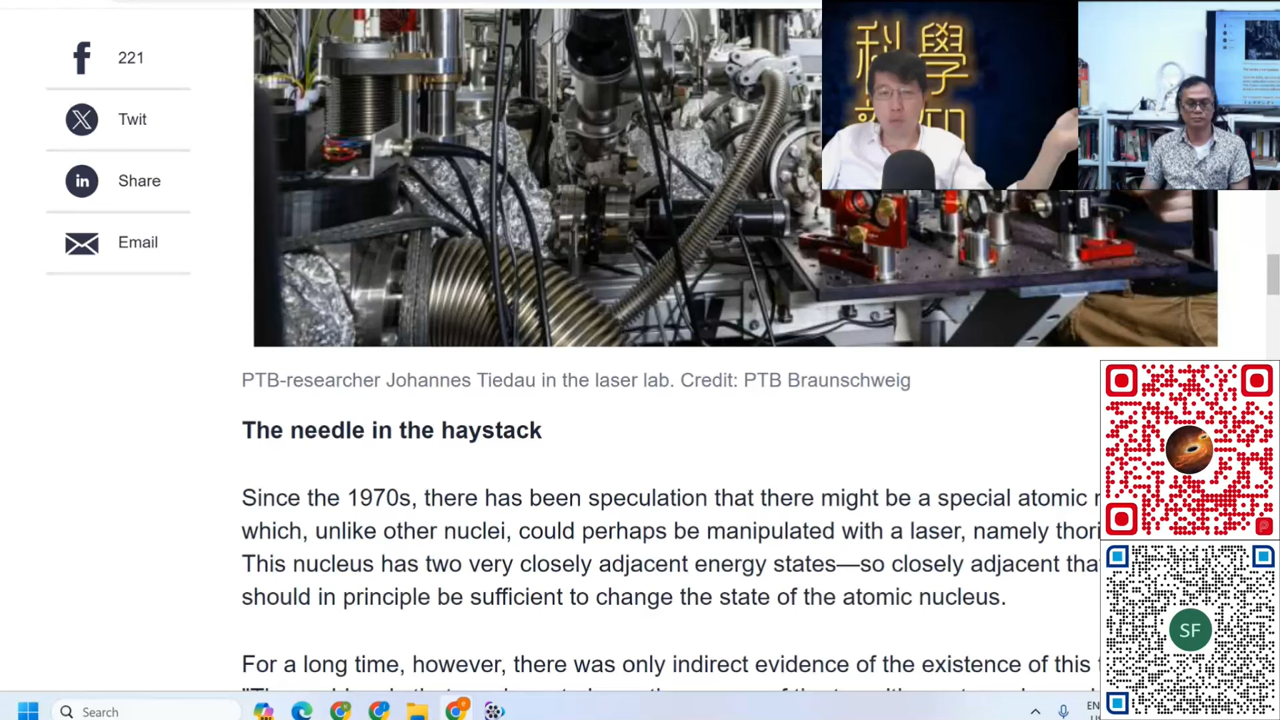 221
Twit
Share
Email
科學
PTB-researcher Johannes Tiedau in the laser lab. Credit: PTB Braunschweig
The needle in the haystack
Since the 1970s, there has been speculation that there might be a special atomic
which, unlike other nuclei, could perhaps be manipulated with a laser, namely thori
This nucleus has two very closely adjacent energy states—so closely adjacent tha
should in principle be sufficient to change the state of the atomic nucleus.
For a long time, however, there was only indirect evidence of the existence of this
SF
Search
EN